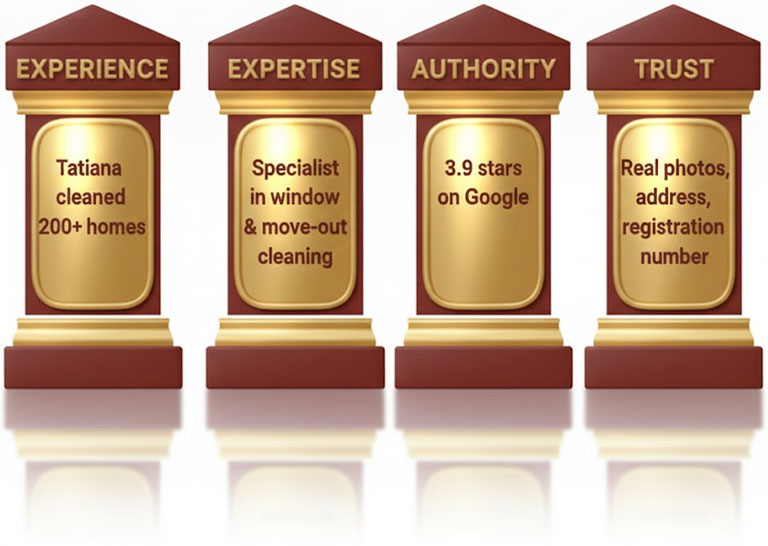 EXPERIENCE
Tatiana
cleaned
200+ homes
EXPERTISE
Specialist
in window
& move-out
cleaning
AUTHORITY
3.9 stars
on Google
TRUST
Real photos,
address,
registration
number